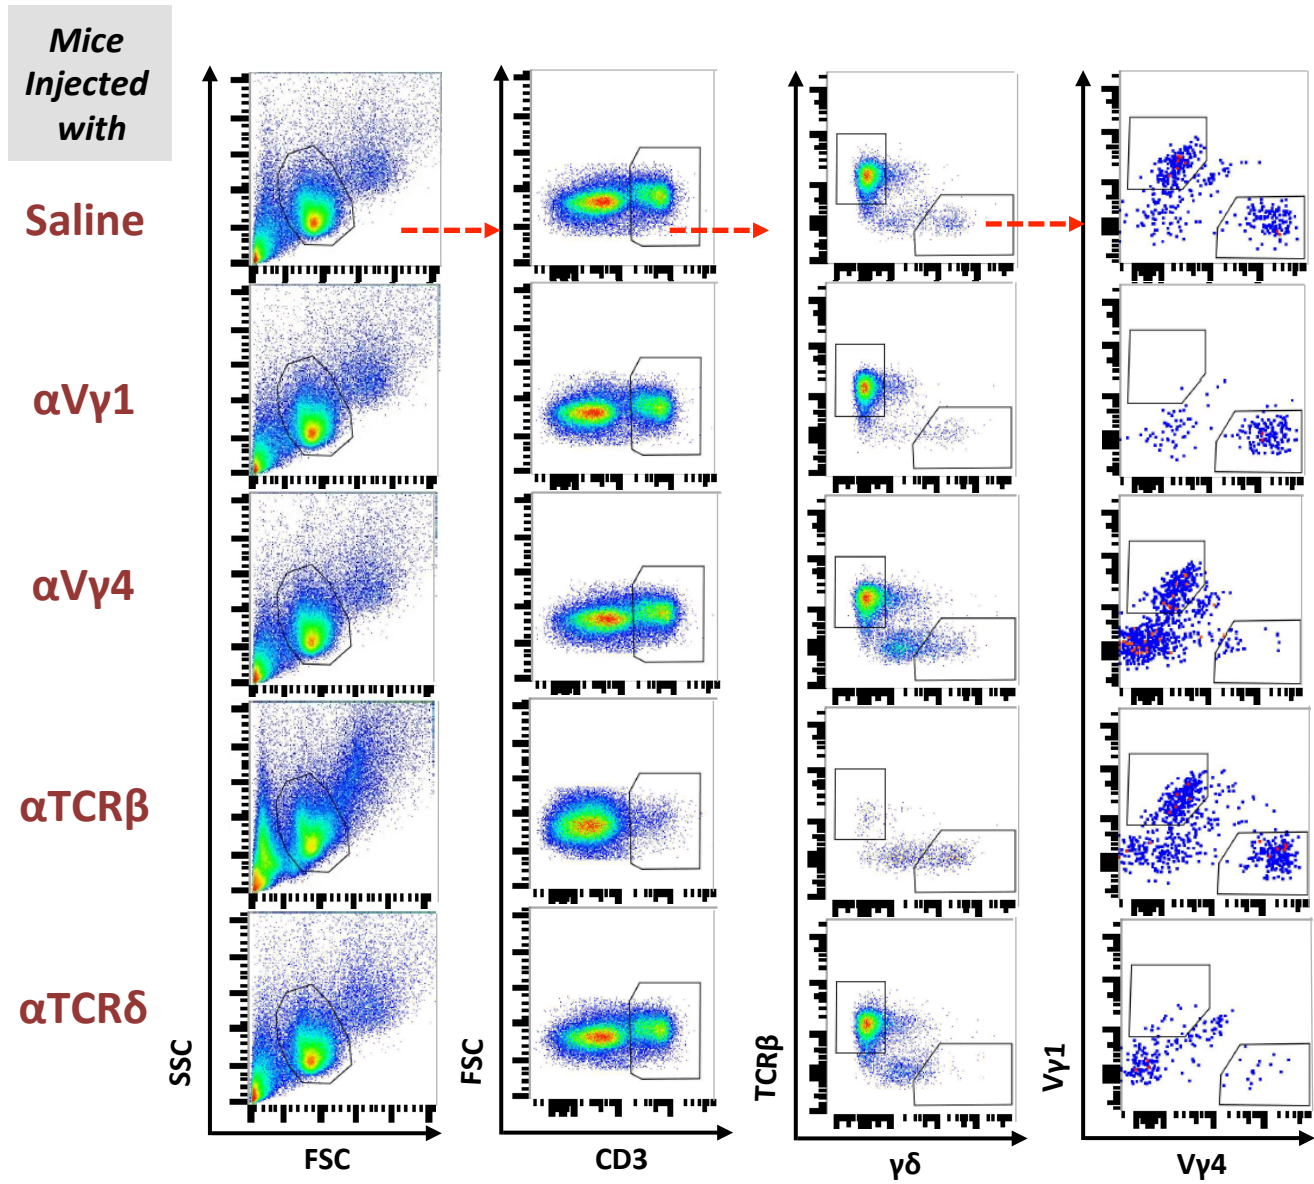 Mice
Injected
with
Saline
αVγ1
αVγ4
αTCRβ
αTCRδ
SSC
FSC
FSC
CD3
TCRβ
γδ
Vγ1
Vγ4